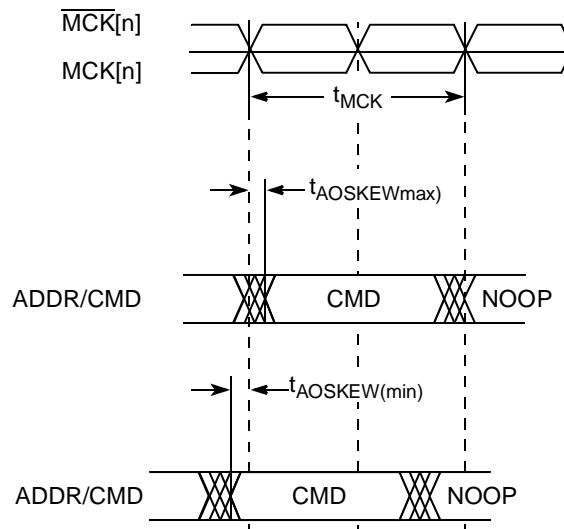 MCK[n]
MCK[n]
tMCK
tAOSKEWmax)
ADDR/CMD CMD NOOP
tAOSKEW(min)
ADDR/CMD CMD NOOP